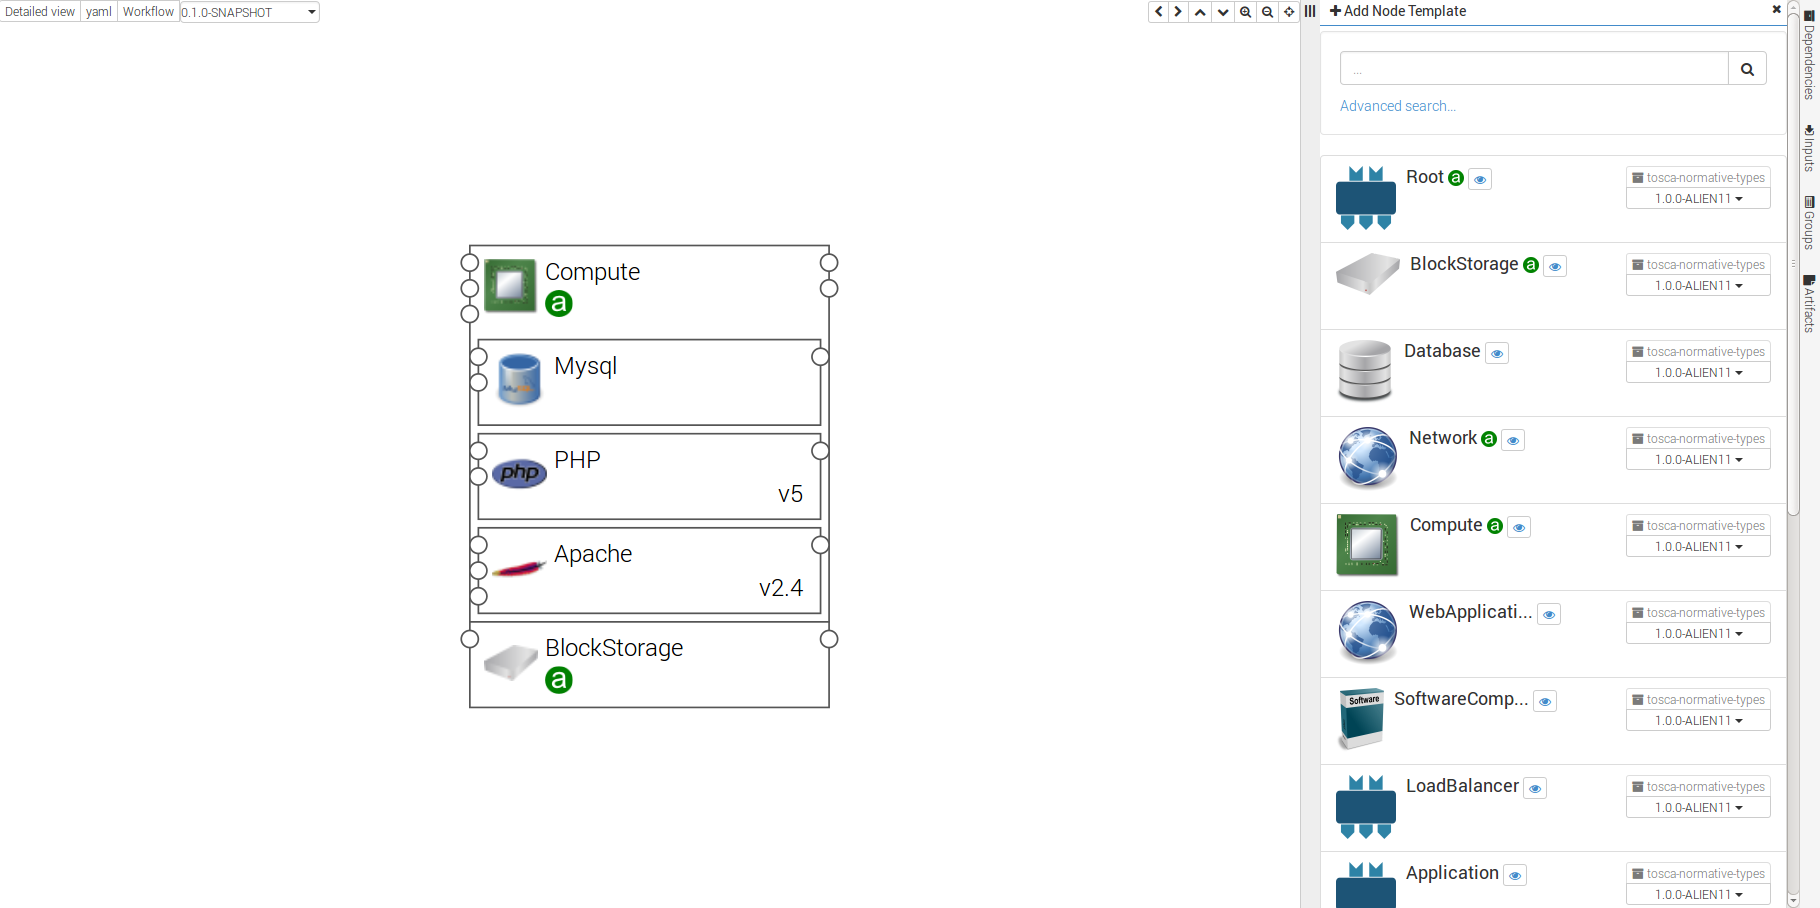 Detailed view yaml Workflow 0.1.0-SNAPSHOT
Compute
a
Mysql
PHP
php
v5
Apache
v2.4
BlockStorage
a
Add Node Template
...
Advanced search...
Root a
tosca-normative-types
1.0.0-ALIEN11
BlockStorage a
tosca-normative-types
1.0.0-ALIEN11
Database
tosca-normative-types
1.0.0-ALIEN11
Network a
tosca-normative-types
1.0.0-ALIEN11
Compute a
tosca-normative-types
1.0.0-ALIEN11
WebApplicati...
tosca-normative-types
1.0.0-ALIEN11
SoftwareComp...
Software
tosca-normative-types
1.0.0-ALIEN11
LoadBalancer
tosca-normative-types
1.0.0-ALIEN11
Application
tosca-normative-types
1.0.0-ALIEN11
Dependencies
Inputs
Groups
Artifacts